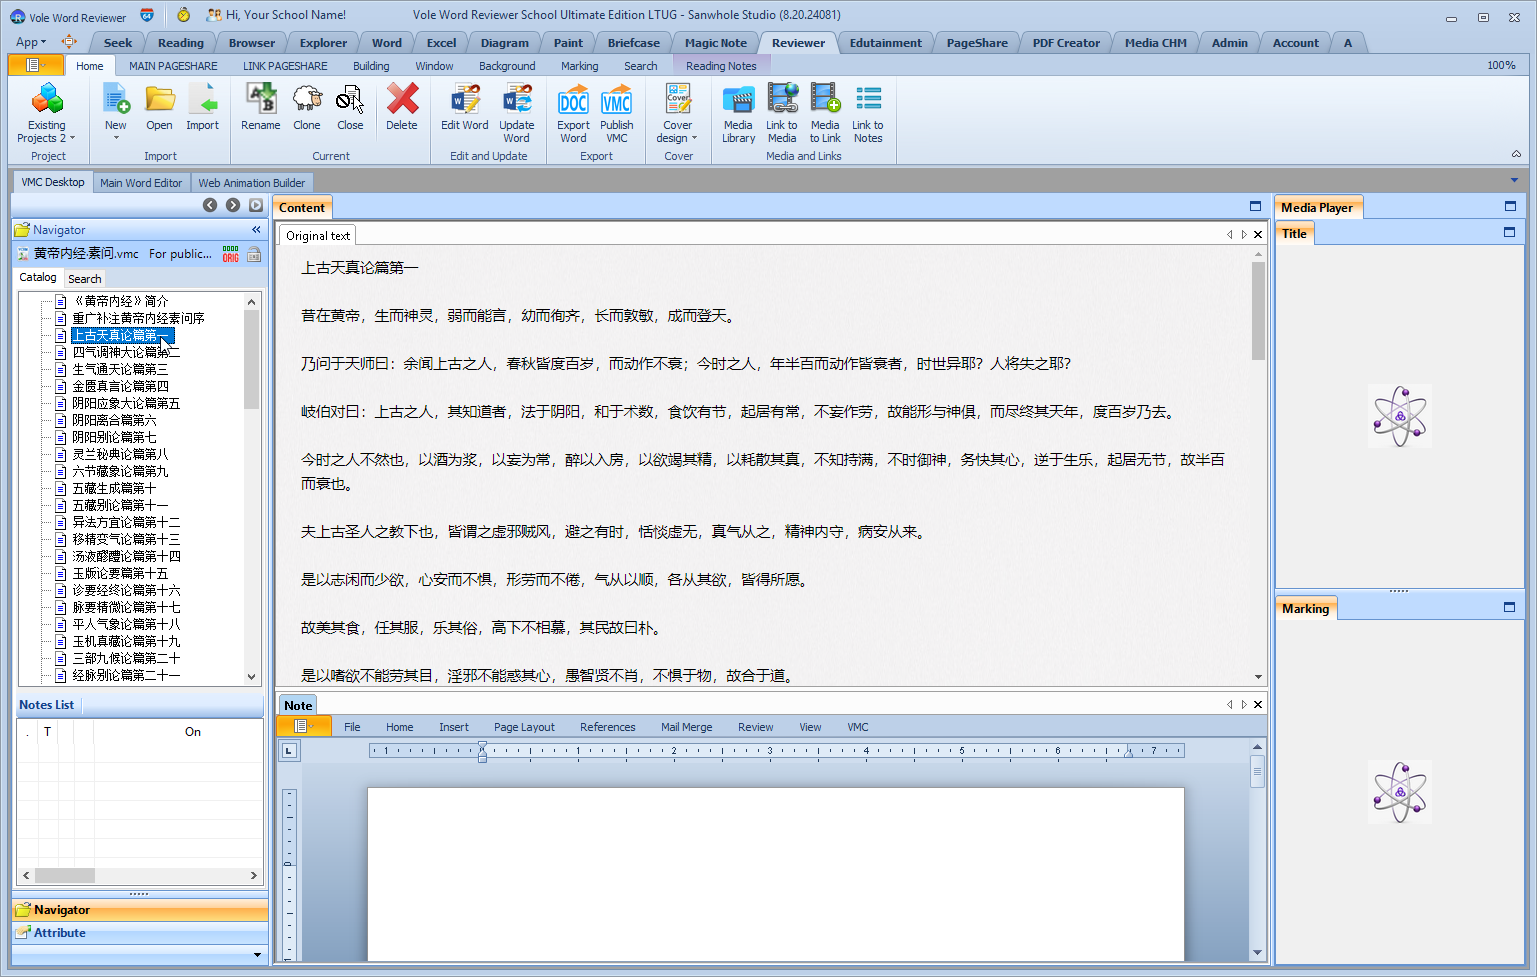 Vole Word Reviewer
64
Hi, Your School Name!
Vole Word Reviewer School Ultimate Edition LTUG - Sanwhole Studio (8.20.24081)
App
Seek
Reading
Browser
Explorer
Word
Excel
Diagram
Paint
Briefcase
Magic Note
Reviewer
Edutainment
PageShare
PDF Creator
Media CHM
Admin
Account
A
Home
MAIN PAGESHARE
LINK PAGESHARE
Building
Window
Background
Marking
Search
Reading Notes
100%
Existing Projects 2
New
Open
Import
Rename
Clone
Close
Delete
Edit Word
Update Word
DOC
Export Word
VMC
Publish VMC
Cover
Cover design
Media Library
Link to Media
Media to Link
Link to Notes
Project
Import
Current
Edit and Update
Export
Cover
Media and Links
VMC Desktop
Main Word Editor
Web Animation Builder
Navigator
黄帝内经·素问.vmc For public...
ORIG
Catalog
Search
《黄帝内经》简介
重广补注黄帝内经素问序
上古天真论篇第一
四气调神大论篇第二
生气通天论篇第三
金匮真言论篇第四
阴阳应象大论篇第五
阴阳离合篇第六
阴阳别论篇第七
灵兰秘典论篇第八
六节藏象论篇第九
五藏生成篇第十
五藏别论篇第十一
异法方宜论篇第十二
移精变气论篇第十三
汤液醪醴论篇第十四
玉版论要篇第十五
诊要经终论篇第十六
脉要精微论篇第十七
平人气象论篇第十八
玉机真藏论篇第十九
三部九候论篇第二十
经脉别论篇第二十一
Notes List
. T On
Navigator
Attribute
Content
Original text
上古天真论篇第一
昔在黄帝，生而神灵，弱而能言，幼而徇齐，长而敦敏，成而登天。
乃问于天师曰：余闻上古之人，春秋皆度百岁，而动作不衰；今时之人，年半百而动作皆衰者，时世异耶？人将失之耶？
岐伯对曰：上古之人，其知道者，法于阴阳，和于术数，食饮有节，起居有常，不妄作劳，故能形与神俱，而尽终其天年，度百岁乃去。
今时之人不然也，以酒为浆，以妄为常，醉以入房，以欲竭其精，以耗散其真，不知持满，不时御神，务快其心，逆于生乐，起居无节，故半百
而衰也。
夫上古圣人之教下也，皆谓之虚邪贼风，避之有时，恬惔虚无，真气从之，精神内守，病安从来。
是以志闲而少欲，心安而不惧，形劳而不倦，气从以顺，各从其欲，皆得所愿。
故美其食，任其服，乐其俗，高下不相慕，其民故曰朴。
是以嗜欲不能劳其目，淫邪不能惑其心，愚智贤不肖，不惧于物，故合于道。
Note
File
Home
Insert
Page Layout
References
Mail Merge
Review
View
VMC
L
1 1 2 3 4 5 6 7
Media Player
Title
Marking